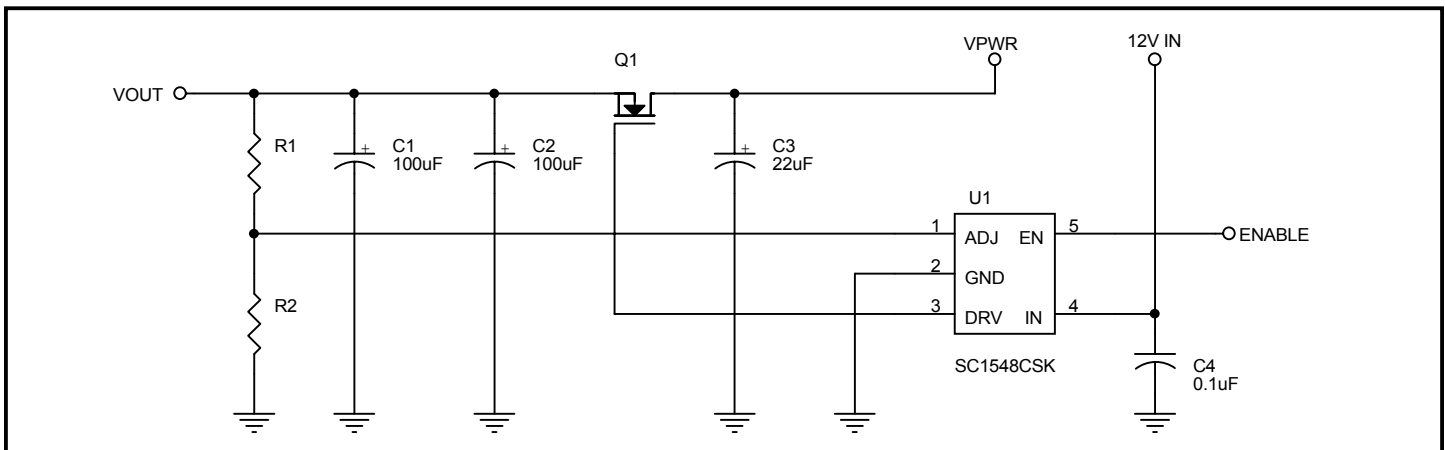 VPWR
12V IN
Q1
VOUT
R1
+
C1
100uF
+
C2
100uF
+
C3
22uF
U1
1
ADJ
EN
5
ENABLE
2
GND
R2
3
DRV
IN
4
SC1548CSK
C4
0.1uF